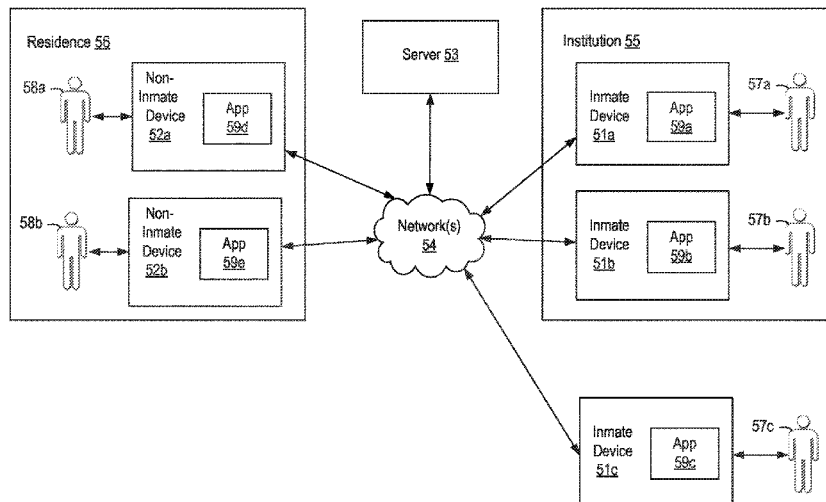 Residence 56
58a
Non-
Inmate
Device
52a
App
59d
58b
Non-
Inmate
Device
52b
App
59e
Server 53
Network(s)
54
Institution 55
Inmate
Device
51a
App
59a
57a
Inmate
Device
51b
App
59b
57b
Inmate
Device
51c
App
59c
57c